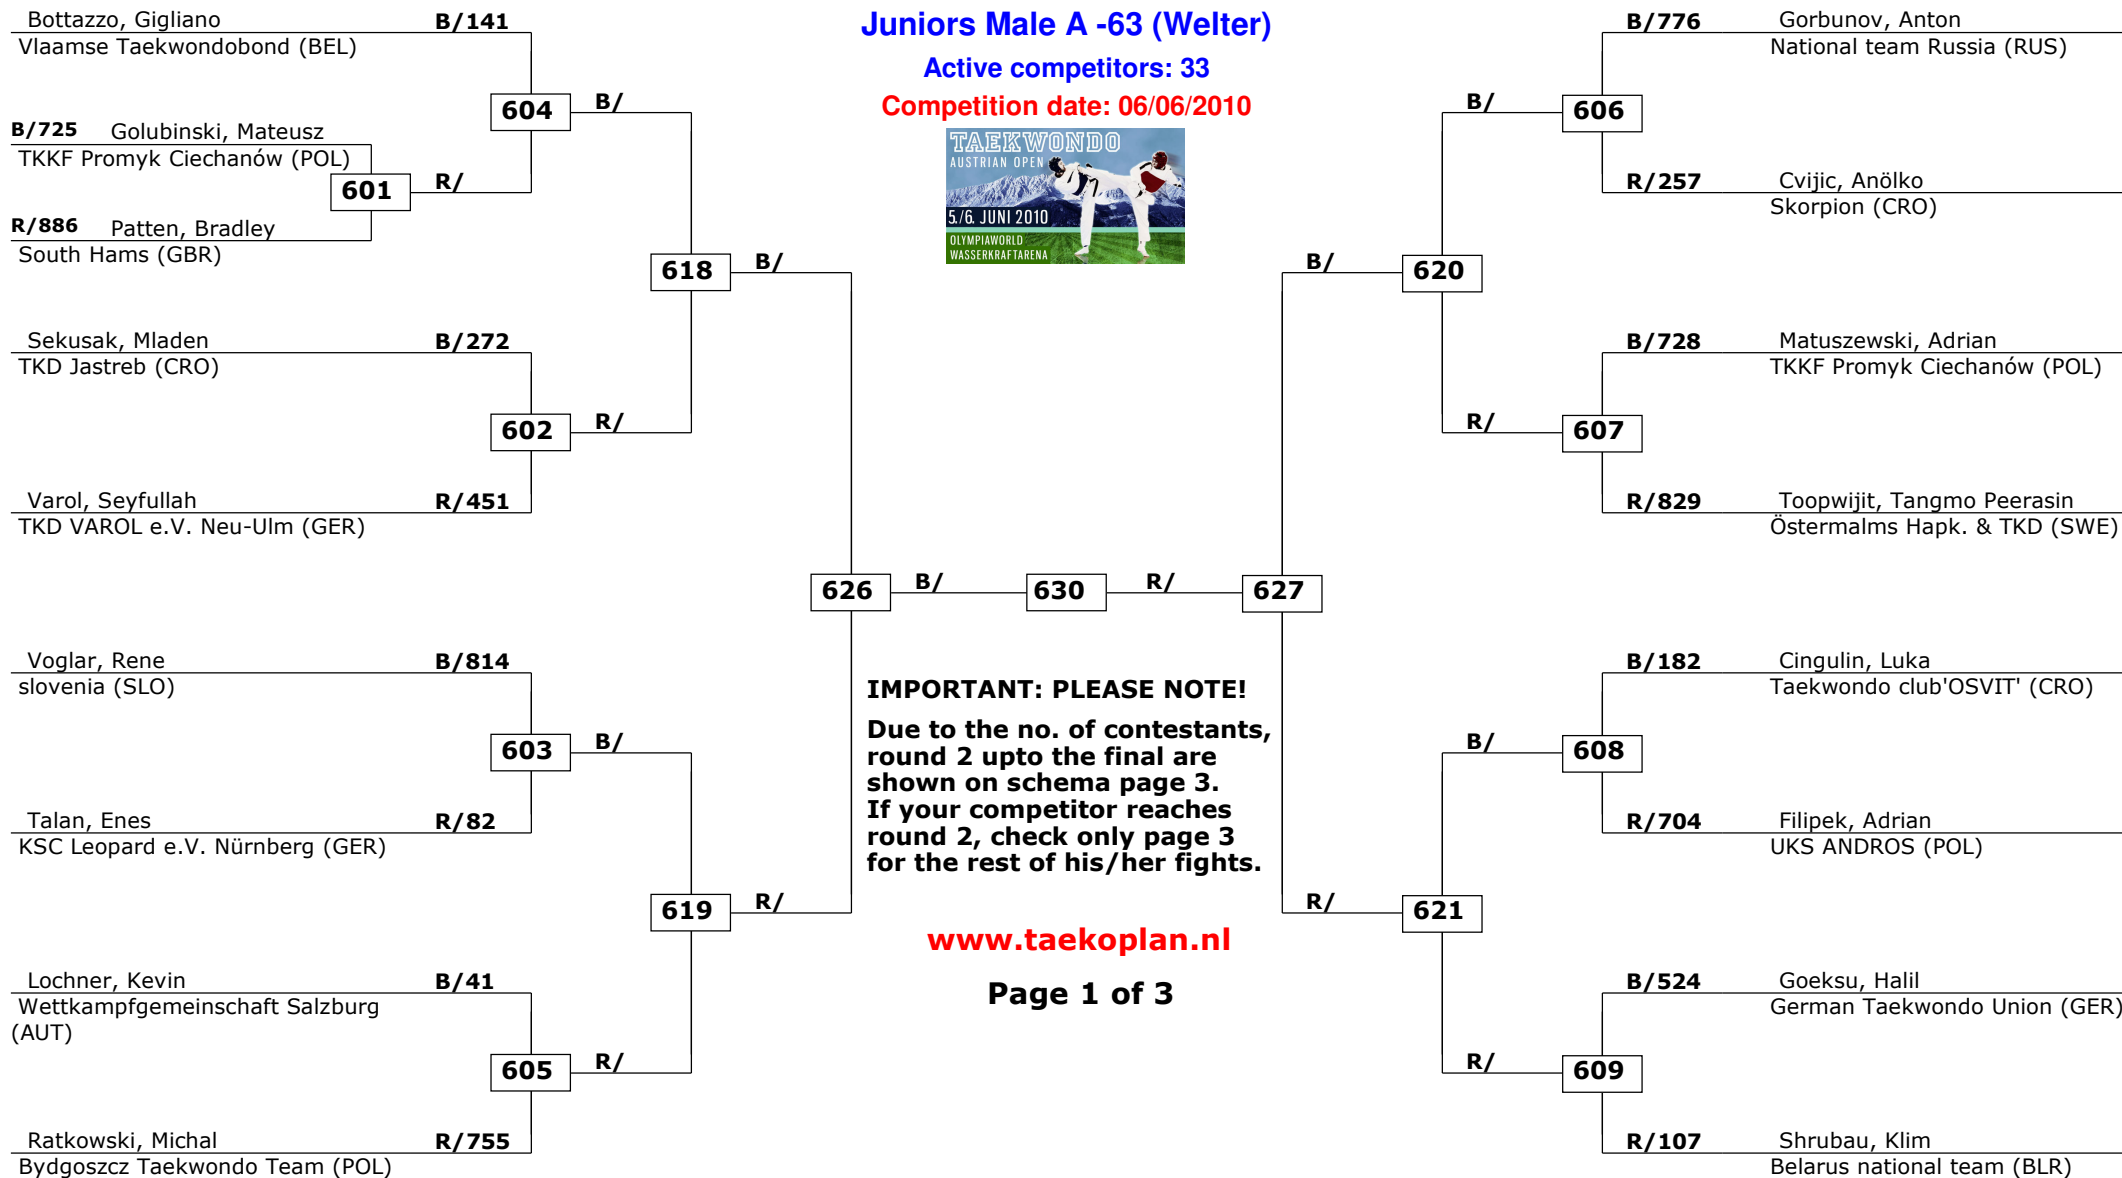 Juniors Male A -63 (Welter)
Active competitors: 33
Competition date: 06/06/2010
TAEKWONDO
AUSTRIAN OPEN
5./6. JUNI 2010
OLYMPIAWORLD
WASSERKRAFTARENA
Bottazzo, Gigliano B/141
Vlaamse Taekwondobond (BEL)
604 B/
B/725 Golubinski, Mateusz
TKKF Promyk Ciechanów (POL)
601 R/
R/886 Patten, Bradley
South Hams (GBR)
618 B/
Sekusak, Mladen B/272
TKD Jastreb (CRO)
602 R/
Varol, Seyfullah R/451
TKD VAROL e.V. Neu-Ulm (GER)
626 B/ 630 R/ 627
Voglar, Rene B/814
slovenia (SLO)
603 B/
Talan, Enes R/82
KSC Leopard e.V. Nürnberg (GER)
619 R/
Lochner, Kevin B/41
Wettkampfgemeinschaft Salzburg
(AUT)
605 R/
Ratkowski, Michal R/755
Bydgoszcz Taekwondo Team (POL)
IMPORTANT: PLEASE NOTE!
Due to the no. of contestants,
round 2 upto the final are
shown on schema page 3.
If your competitor reaches
round 2, check only page 3
for the rest of his/her fights.
www.taekoplan.nl
Page 1 of 3
B/776 Gorbunov, Anton
National team Russia (RUS)
B/ 606
R/257 Cvijic, Anölko
Skorpion (CRO)
B/ 620
B/728 Matuszewski, Adrian
TKKF Promyk Ciechanów (POL)
R/ 607
R/829 Toopwijit, Tangmo Peerasin
Östermalms Hapk. & TKD (SWE)
B/182 Cingulin, Luka
Taekwondo club'OSVIT' (CRO)
B/ 608
R/704 Filipek, Adrian
UKS ANDROS (POL)
R/ 621
B/524 Goeksu, Halil
German Taekwondo Union (GER)
R/ 609
R/107 Shrubau, Klim
Belarus national team (BLR)